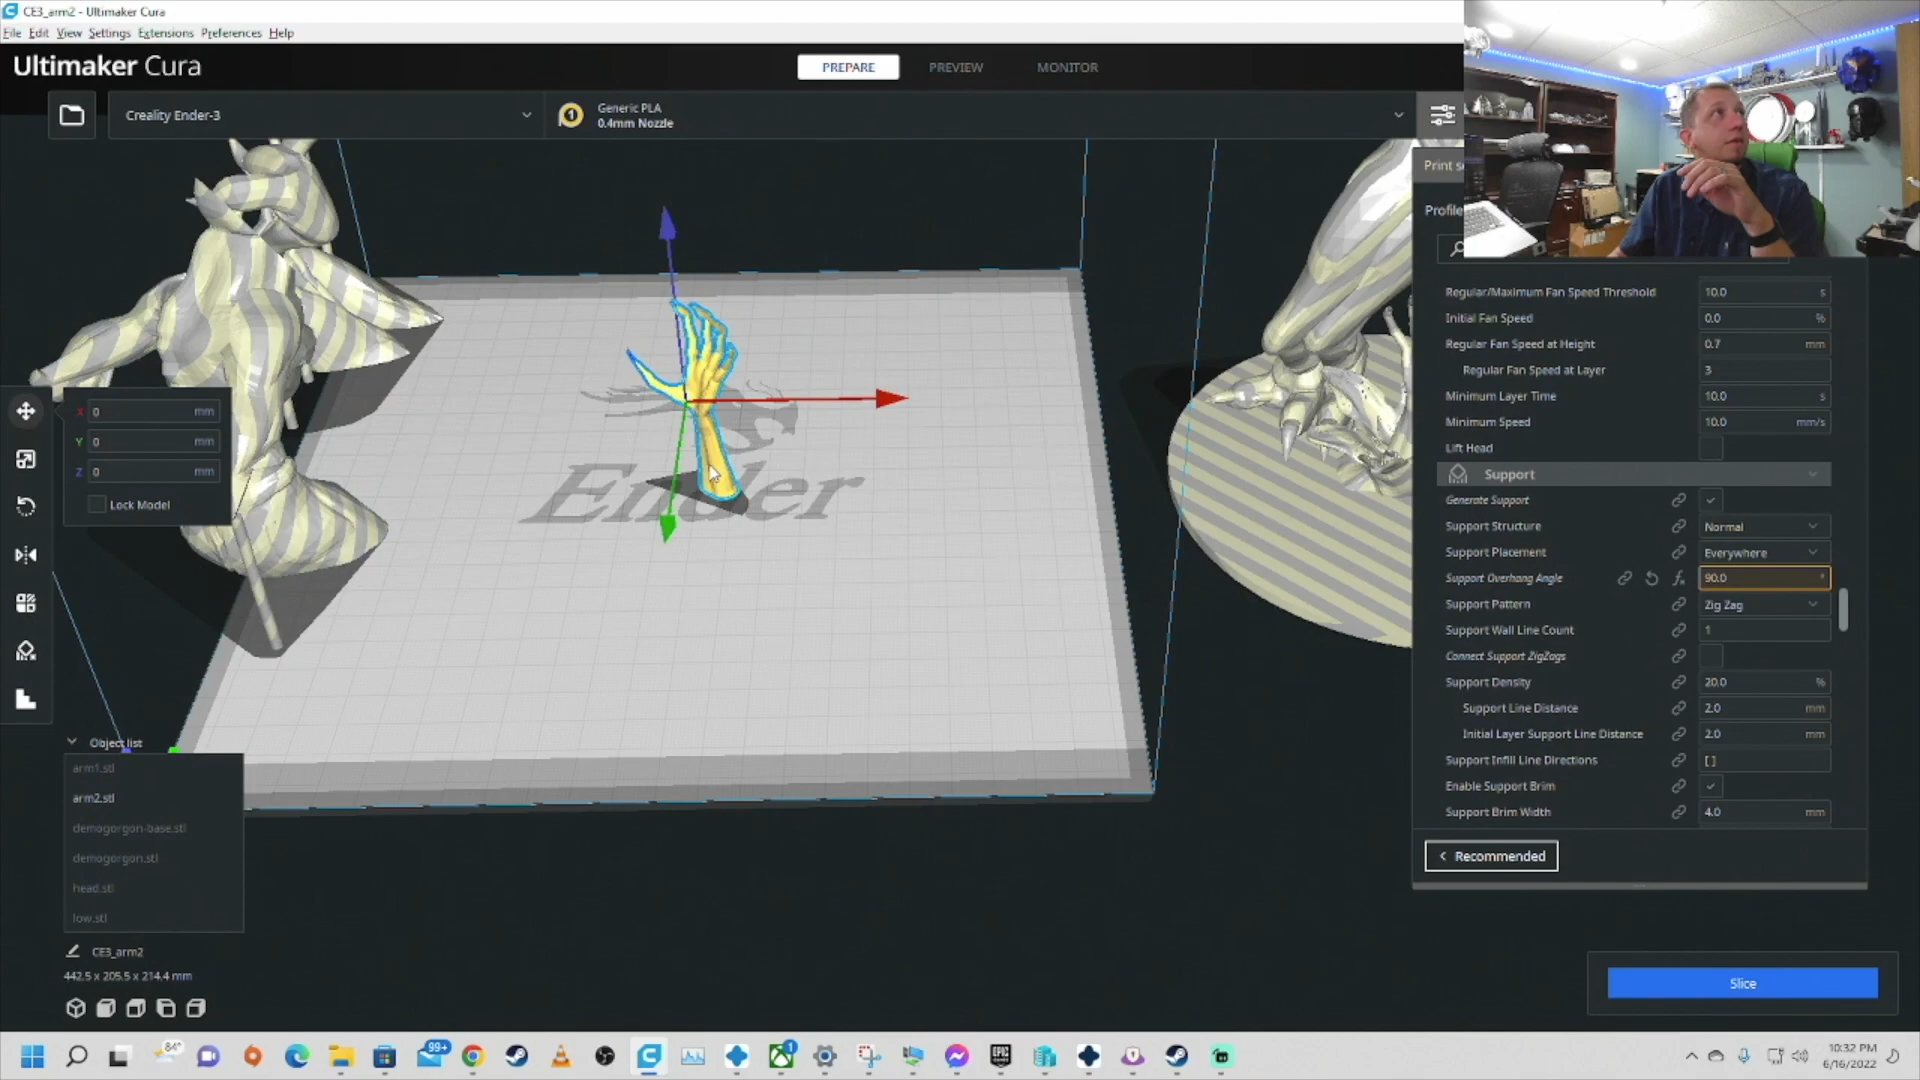 CE3_arm2 - Ultimaker Cura
File Edit View Settings Extensions Preferences Help
Ultimaker Cura
PREPARE
PREVIEW
MONITOR
Creality Ender-3
1
Generic PLA
0.4mm Nozzle
Print s
Profile
Regular/Maximum Fan Speed Threshold 10.0 s
Initial Fan Speed 0.0 %
Regular Fan Speed at Height 0.7 mm
Regular Fan Speed at Layer 3
Minimum Layer Time 10.0 s
Minimum Speed 10.0 mm/s
Lift Head
Support
Generate Support
Support Structure Normal
Support Placement Everywhere
Support Overhang Angle 90.0 °
Support Pattern Zig Zag
Support Wall Line Count 1
Connect Support ZigZags
Support Density 20.0 %
Support Line Distance 2.0 mm
Initial Layer Support Line Distance 2.0 mm
Support Infill Line Directions []
Enable Support Brim
Support Brim Width 4.0 mm
Recommended
Slice
X 0 mm
Y 0 mm
Z 0 mm
Lock Model
Ender
Object list
arm1.stl
arm2.stl
demogorgon-base.stl
demogorgon.stl
head.stl
low.stl
CE3_arm2
442.5 x 205.5 x 214.4 mm
84°
99+
1
EPIC
10:32 PM
6/16/2022